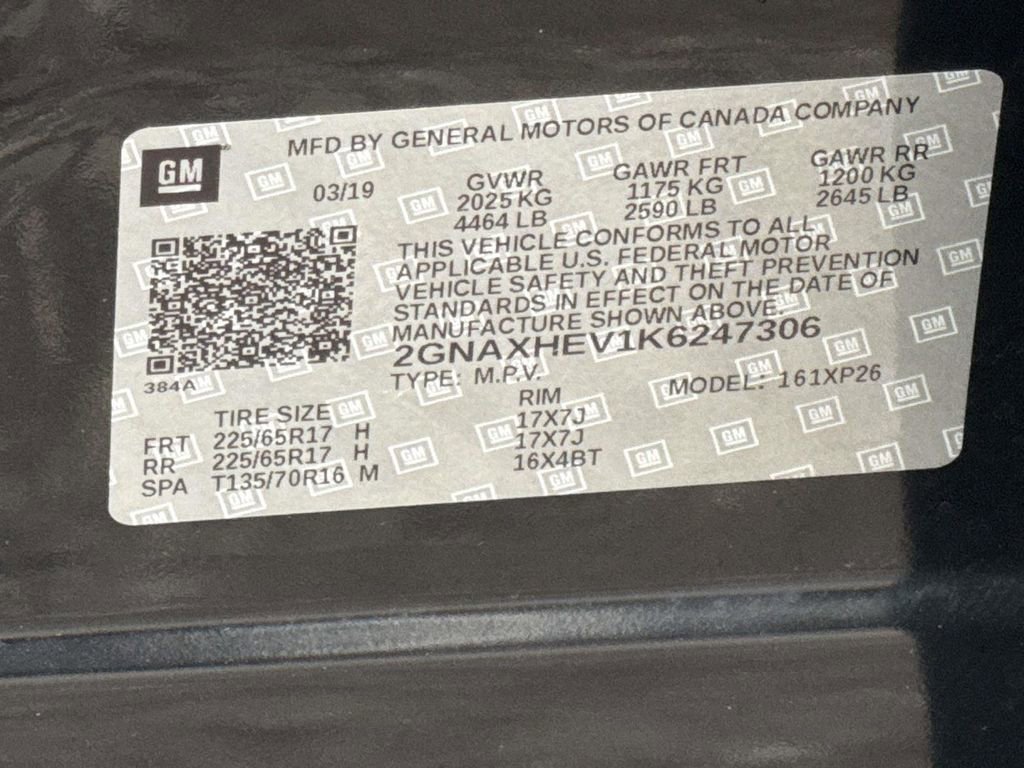 MFD BY GENERAL MOTORS OF CANADA COMPANY
GM
03/19
GVWR
2025 KG
4464 LB
GAWR FRT
1175 KG
2590 LB
GAWR RR
1200 KG
2645 LB
THIS VEHICLE CONFORMS TO ALL
APPLICABLE U.S. FEDERAL MOTOR
VEHICLE SAFETY AND THEFT PREVENTION
STANDARDS IN EFFECT ON THE DATE OF
MANUFACTURE SHOWN ABOVE.
2GNAXHEV1K6247306
384A
TYPE: M.P.V. MODEL: 161XP26
TIRE SIZE RIM
FRT 225/65R17 H 17X7J
RR 225/65R17 H 17X7J
SPA T135/70R16 M 16X4BT